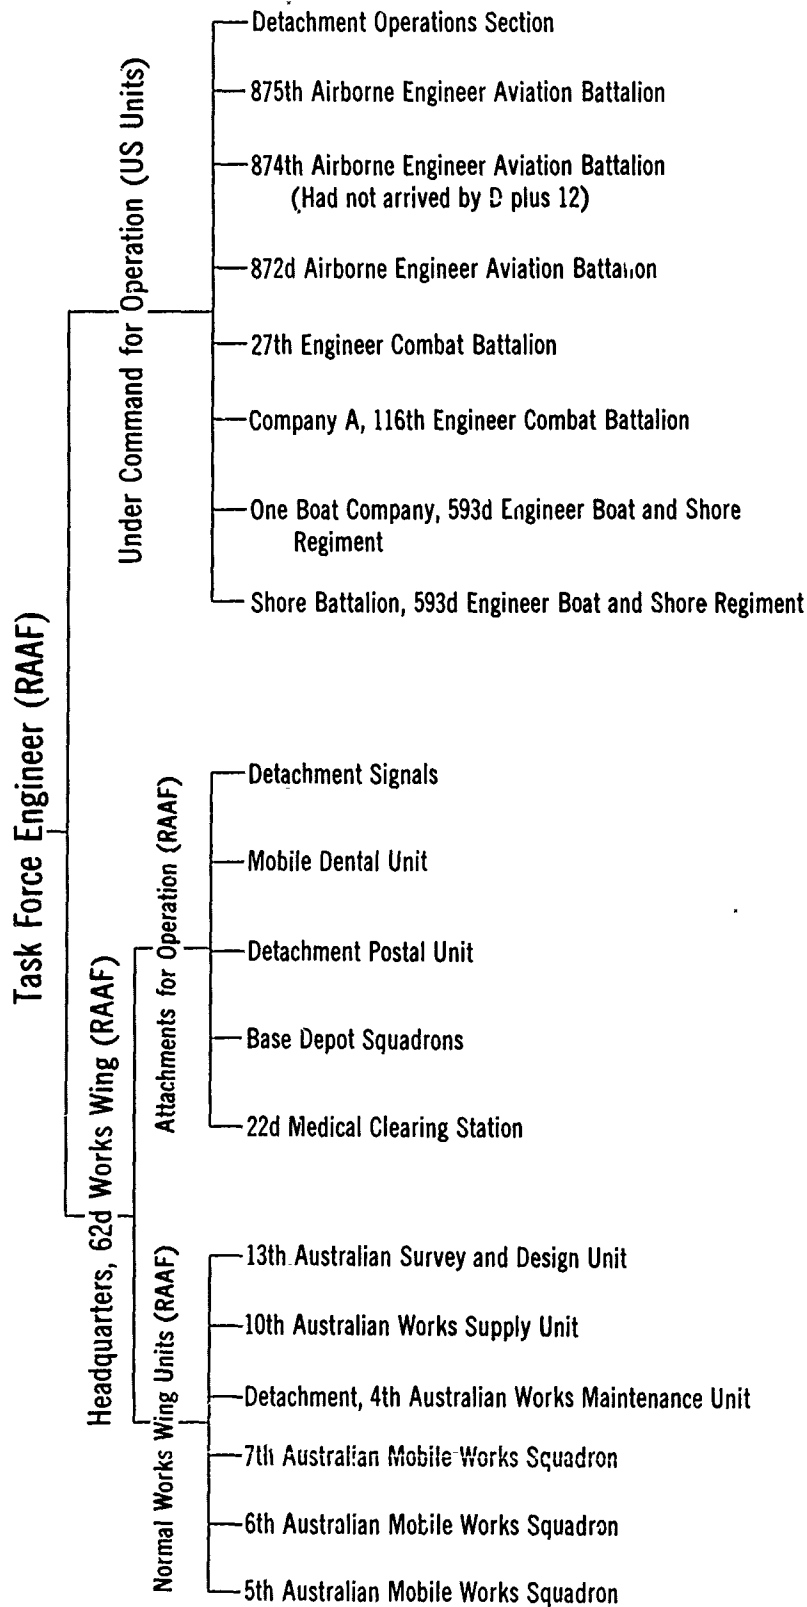 Task Force Engineer (RAAF)
Under Command for Operation (US Units)
Detachment Operations Section
875th Airborne Engineer Aviation Battalion
874th Airborne Engineer Aviation Battalion
(Had not arrived by D plus 12)
872d Airborne Engineer Aviation Battalion
27th Engineer Combat Battalion
Company A, 116th Engineer Combat Battalion
One Boat Company, 593d Engineer Boat and Shore
Regiment
Shore Battalion, 593d Engineer Boat and Shore Regiment
Headquarters, 62d Works Wing (RAAF)
Attachments for Operation (RAAF)
Detachment Signals
Mobile Dental Unit
Detachment Postal Unit
Base Depot Squadrons
22d Medical Clearing Station
Normal Works Wing Units (RAAF)
13th Australian Survey and Design Unit
10th Australian Works Supply Unit
Detachment, 4th Australian Works Maintenance Unit
7th Australian Mobile Works Squadron
6th Australian Mobile Works Squadron
5th Australian Mobile Works Squadron